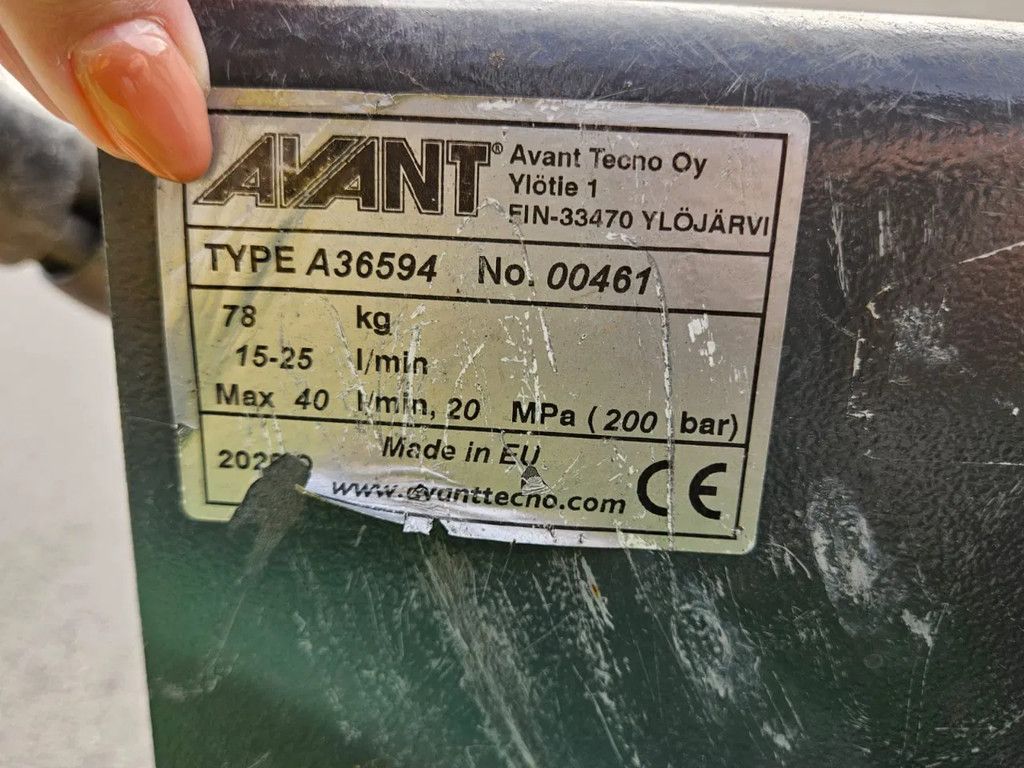 AVANT® Avant Tecno Oy
Ylötie 1
FIN-33470 YLÖJÄRVI
TYPE A36594 No. 00461
78 kg
15-25 l/min
Max 40 l/min, 20 MPa (200 bar)
Made in EU
www.avanttecno.com CE